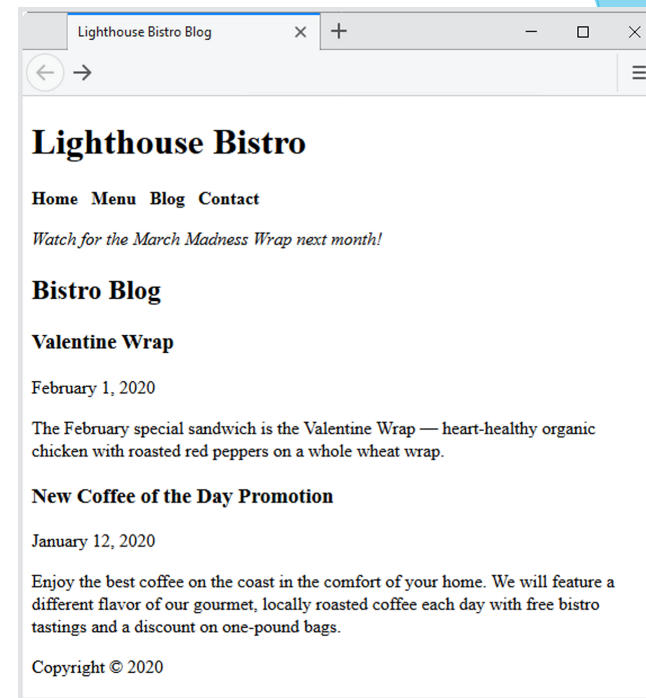 Lighthouse Bistro Blog
Lighthouse Bistro
Home Menu Blog Contact
Watch for the March Madness Wrap next month!
Bistro Blog
Valentine Wrap
February 1, 2020
The February special sandwich is the Valentine Wrap — heart-healthy organic
chicken with roasted red peppers on a whole wheat wrap.
New Coffee of the Day Promotion
January 12, 2020
Enjoy the best coffee on the coast in the comfort of your home. We will feature a
different flavor of our gourmet, locally roasted coffee each day with free bistro
tastings and a discount on one-pound bags.
Copyright © 2020